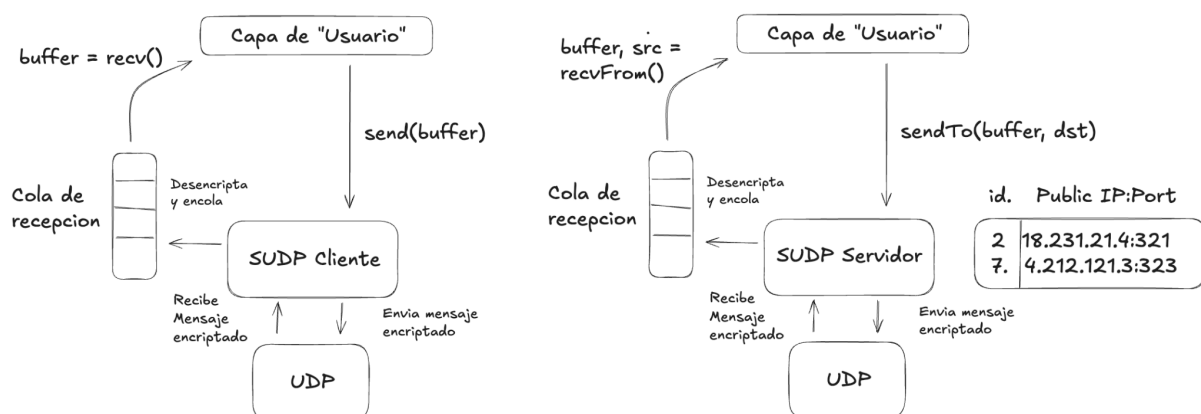 Capa de "Usuario"
buffer = recv()
send(buffer)
Cola de
recepcion
Desencripta
y encola
SUDP Cliente
Recibe
Mensaje
encriptado
Envia mensaje
encriptado
UDP
Capa de "Usuario"
buffer, src =
recvFrom()
sendTo(buffer, dst)
Cola de
recepcion
Desencripta
y encola
SUDP Servidor
id. Public IP:Port
2 18.231.21.4:321
7. 4.212.121.3:323
Recibe
Mensaje
encriptado
Envia mensaje
encriptado
UDP